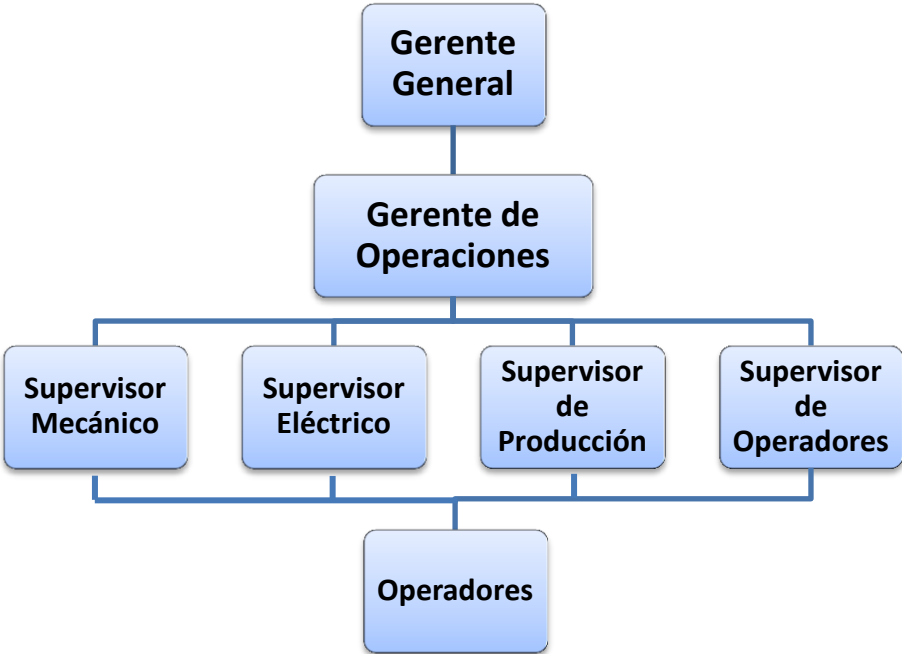 Gerente
General
Gerente de
Operaciones
Supervisor
Mecánico
Supervisor
Eléctrico
Supervisor
de
Producción
Supervisor
de
Operadores
Operadores